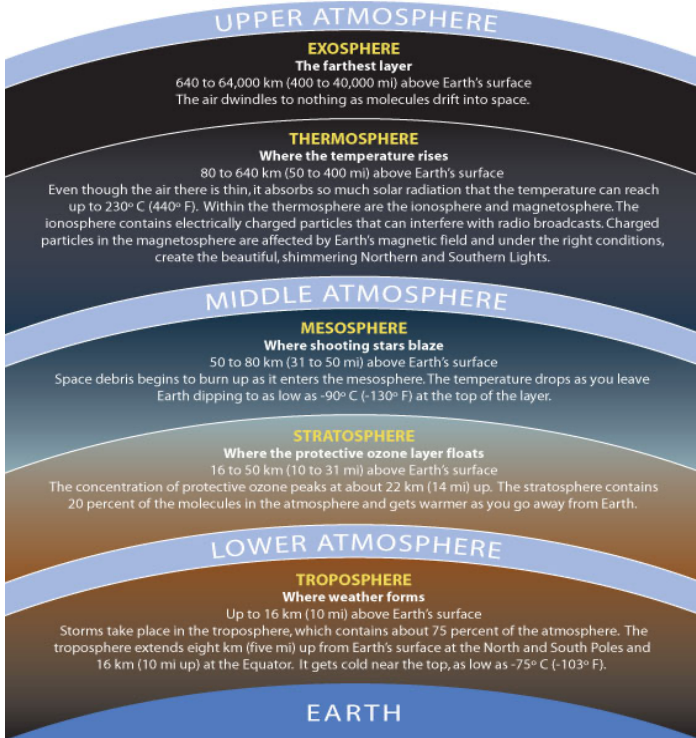 UPPER ATMOSPHERE
EXOSPHERE
The farthest layer
640 to 64,000 km (400 to 40,000 mi) above Earth's surface
The air dwindles to nothing as molecules drift into space.
THERMOSPHERE
Where the temperature rises
80 to 640 km (50 to 400 mi) above Earth's surface
Even though the air there is thin, it absorbs so much solar radiation that the temperature can reach
up to 230º C (440º F). Within the thermosphere are the ionosphere and magnetosphere. The
ionosphere contains electrically charged particles that can interfere with radio broadcasts. Charged
particles in the magnetosphere are affected by Earth's magnetic field and under the right conditions,
create the beautiful, shimmering Northern and Southern Lights.
MIDDLE ATMOSPHERE
MESOSPHERE
Where shooting stars blaze
50 to 80 km (31 to 50 mi) above Earth's surface
Space debris begins to burn up as it enters the mesosphere. The temperature drops as you leave
Earth dipping to as low as -90º C (-130º F) at the top of the layer.
STRATOSPHERE
Where the protective ozone layer floats
16 to 50 km (10 to 31 mi) above Earth's surface
The concentration of protective ozone peaks at about 22 km (14 mi) up. The stratosphere contains
20 percent of the molecules in the atmosphere and gets warmer as you go away from Earth.
LOWER ATMOSPHERE
TROPOSPHERE
Where weather forms
Up to 16 km (10 mi) above Earth's surface
Storms take place in the troposphere, which contains about 75 percent of the atmosphere. The
troposphere extends eight km (five mi) up from Earth's surface at the North and South Poles and
16 km (10 mi up) at the Equator. It gets cold near the top, as low as -75º C (-103º F).
EARTH